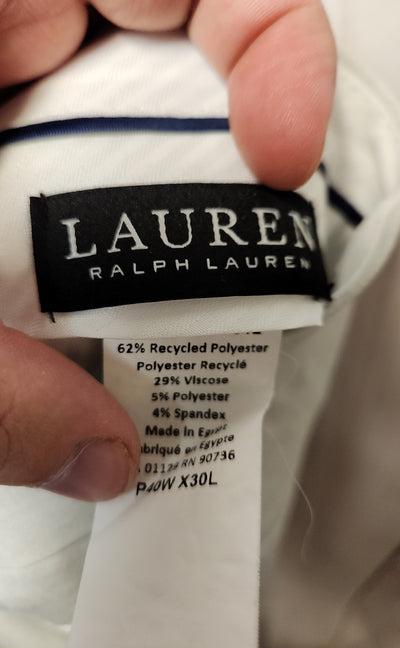 LAUREN
RALPH LAUREN
62% Recycled Polyester
Polyester Recyclé
29% Viscose
5% Polyester
4% Spandex
Made in Egypt
en Egypte
RN 90736
P40W X30L